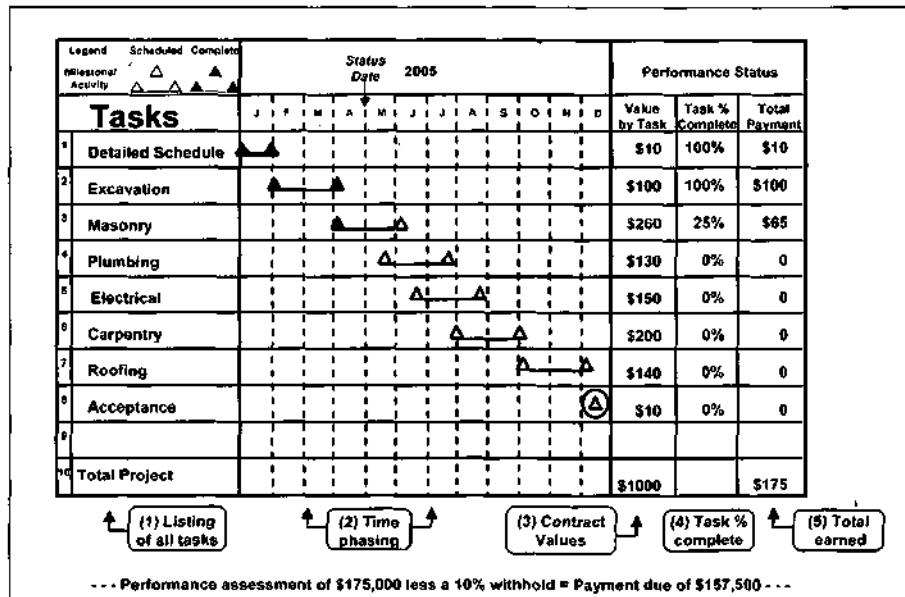 Legend Scheduled Complete
Milestone/
Activity
Status
Date 2005
Performance Status
Tasks
J F M A M J J A S O N D
Value
by Task
Task %
Complete
Total
Payment
1 Detailed Schedule $10 100% $10
2 Excavation $100 100% $100
3 Masonry $260 25% $65
4 Plumbing $130 0% 0
5 Electrical $150 0% 0
6 Carpentry $200 0% 0
7 Roofing $140 0% 0
8 Acceptance $10 0% 0
9
10 Total Project $1000 $175
(1) Listing
of all tasks
(2) Time
phasing
(3) Contract
Values
(4) Task %
complete
(5) Total
earned
- - - Performance assessment of $175,000 less a 10% withhold = Payment due of $157,500 - - -